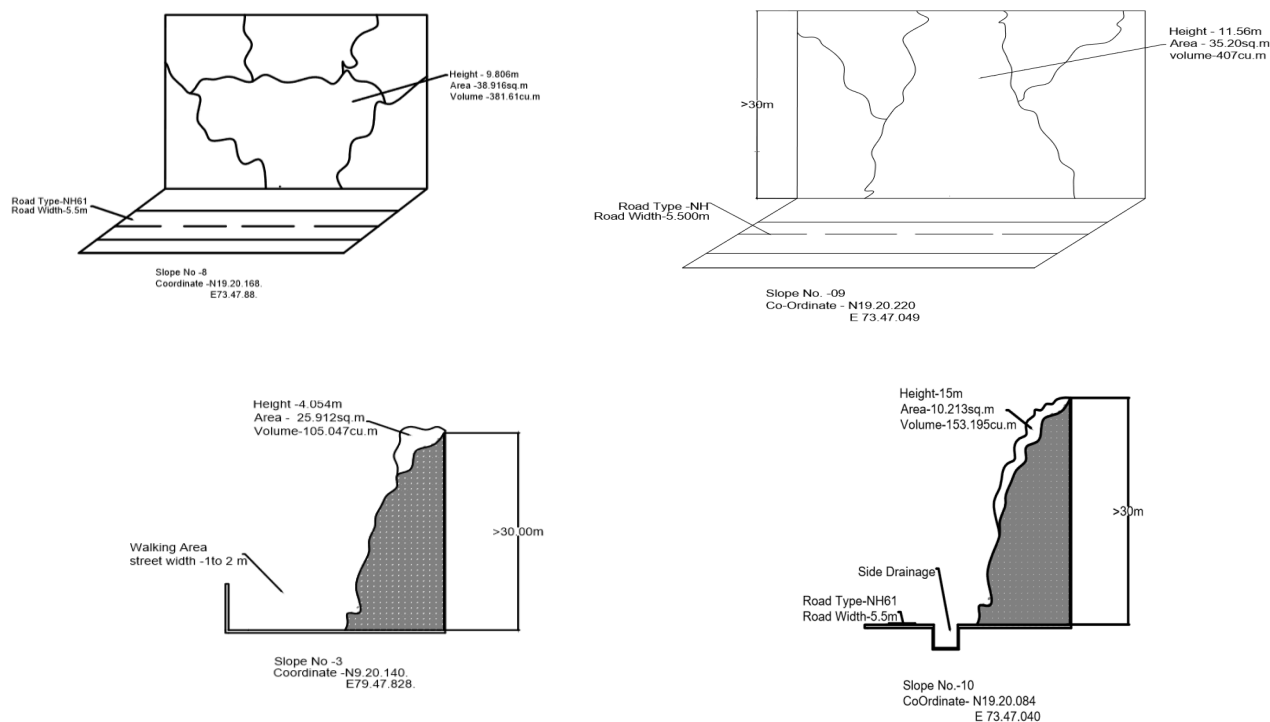 Height - 9.806m
Area -38.916sq.m
Volume -381.61cu.m
Road Type-NH61
Road Width-5.5m
Slope No -8
Coordinate -N19.20.168.
E73.47.88.
Height - 11.56m
Area - 35.20sq.m
volume-407cu.m
>30m
Road Type -NH
Road Width-5.500m
Slope No. -09
Co-Ordinate - N19.20.220
E 73.47.049
Height -4.054m
Area - 25.912sq.m
Volume-105.047cu.m
>30.00m
Walking Area
street width -1to 2 m
Slope No -3
Coordinate -N9.20.140.
E79.47.828.
Height-15m
Area-10.213sq.m
Volume-153.195cu.m
>30m
Side Drainage
Road Type-NH61
Road Width-5.5m
Slope No.-10
CoOrdinate- N19.20.084
E 73.47.040